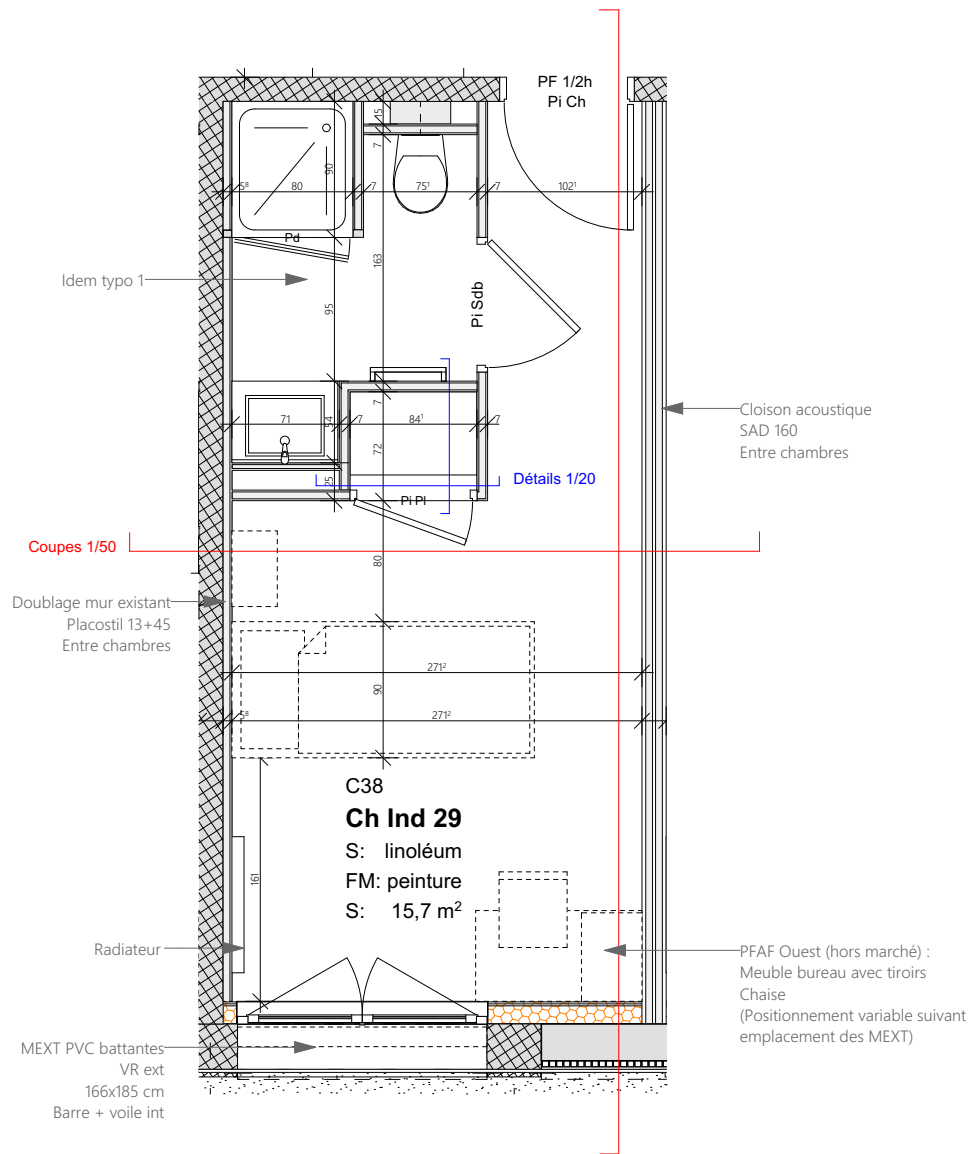 PF 1/2h
Pi Ch
15
7
90
5⁸
80
7
75¹
7
102¹
Pd
163
Pi Sdb
Idem typo 1
95
7
71
54
7
84¹
7
72
25
Pi Pl
Détails 1/20
Cloison acoustique
SAD 160
Entre chambres
Coupes 1/50
80
Doublage mur existant
Placostil 13+45
Entre chambres
271²
90
5⁸
271²
C38
Ch Ind 29
S: linoléum
FM: peinture
S: 15,7 m²
161
Radiateur
PFAF Ouest (hors marché) :
Meuble bureau avec tiroirs
Chaise
(Positionnement variable suivant
emplacement des MEXT)
MEXT PVC battantes
VR ext
166x185 cm
Barre + voile int